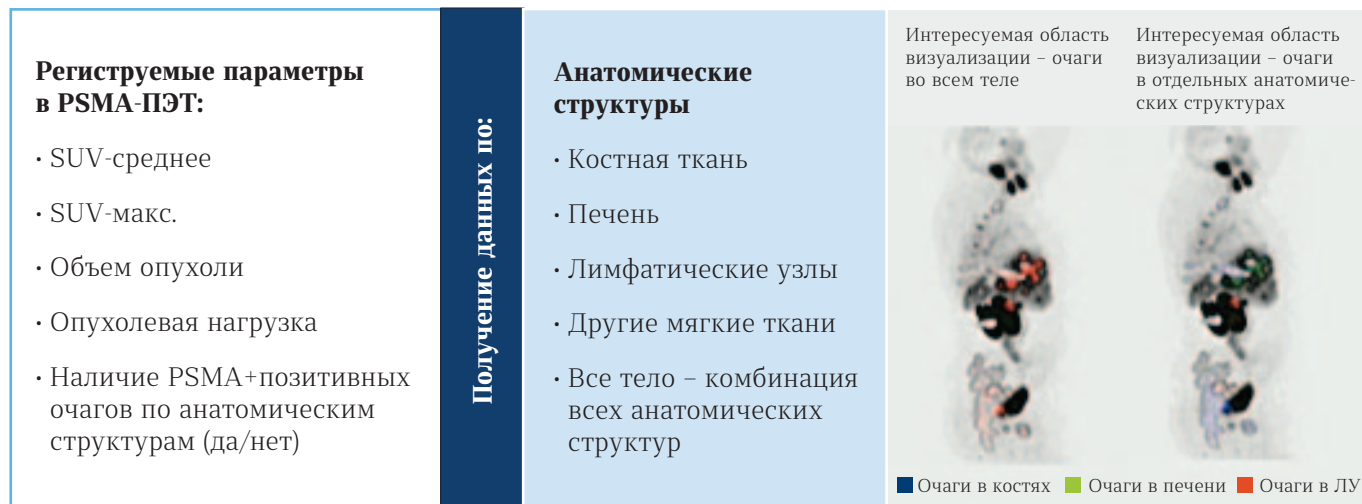 Регистрируемые параметры
в PSMA-ПЭТ:
· SUV-среднее
· SUV-макс.
· Объем опухоли
· Опухолевая нагрузка
· Наличие PSMA+позитивных
очагов по анатомическим
структурам (да/нет)
Получение данных по:
Анатомические
структуры
· Костная ткань
· Печень
· Лимфатические узлы
· Другие мягкие ткани
· Все тело – комбинация
всех анатомических
структур
Интересуемая область
визуализации – очаги
во всем теле
Интересуемая область
визуализации – очаги
в отдельных анатомиче-
ских структурах
Очаги в костях
Очаги в печени
Очаги в ЛУ